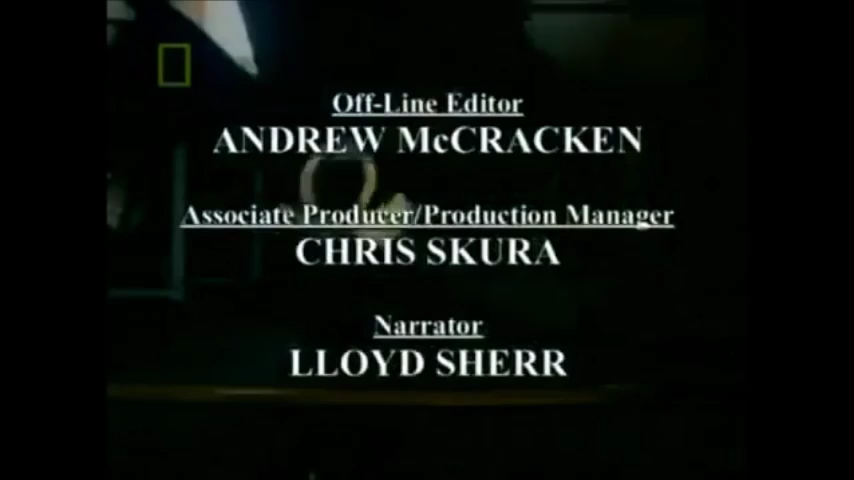 Off-Line Editor
ANDREW McCRACKEN
Associate Producer/Production Manager
CHRIS SKURA
Narrator
LLOYD SHERR